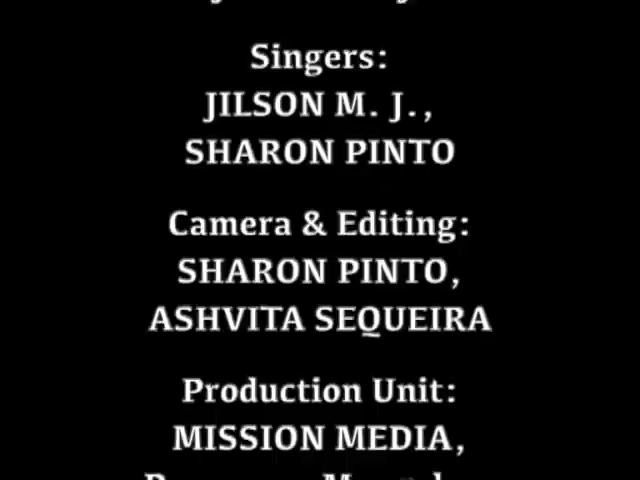 Singers:
JILSON M. J.,
SHARON PINTO
Camera & Editing:
SHARON PINTO,
ASHVITA SEQUEIRA
Production Unit:
MISSION MEDIA,